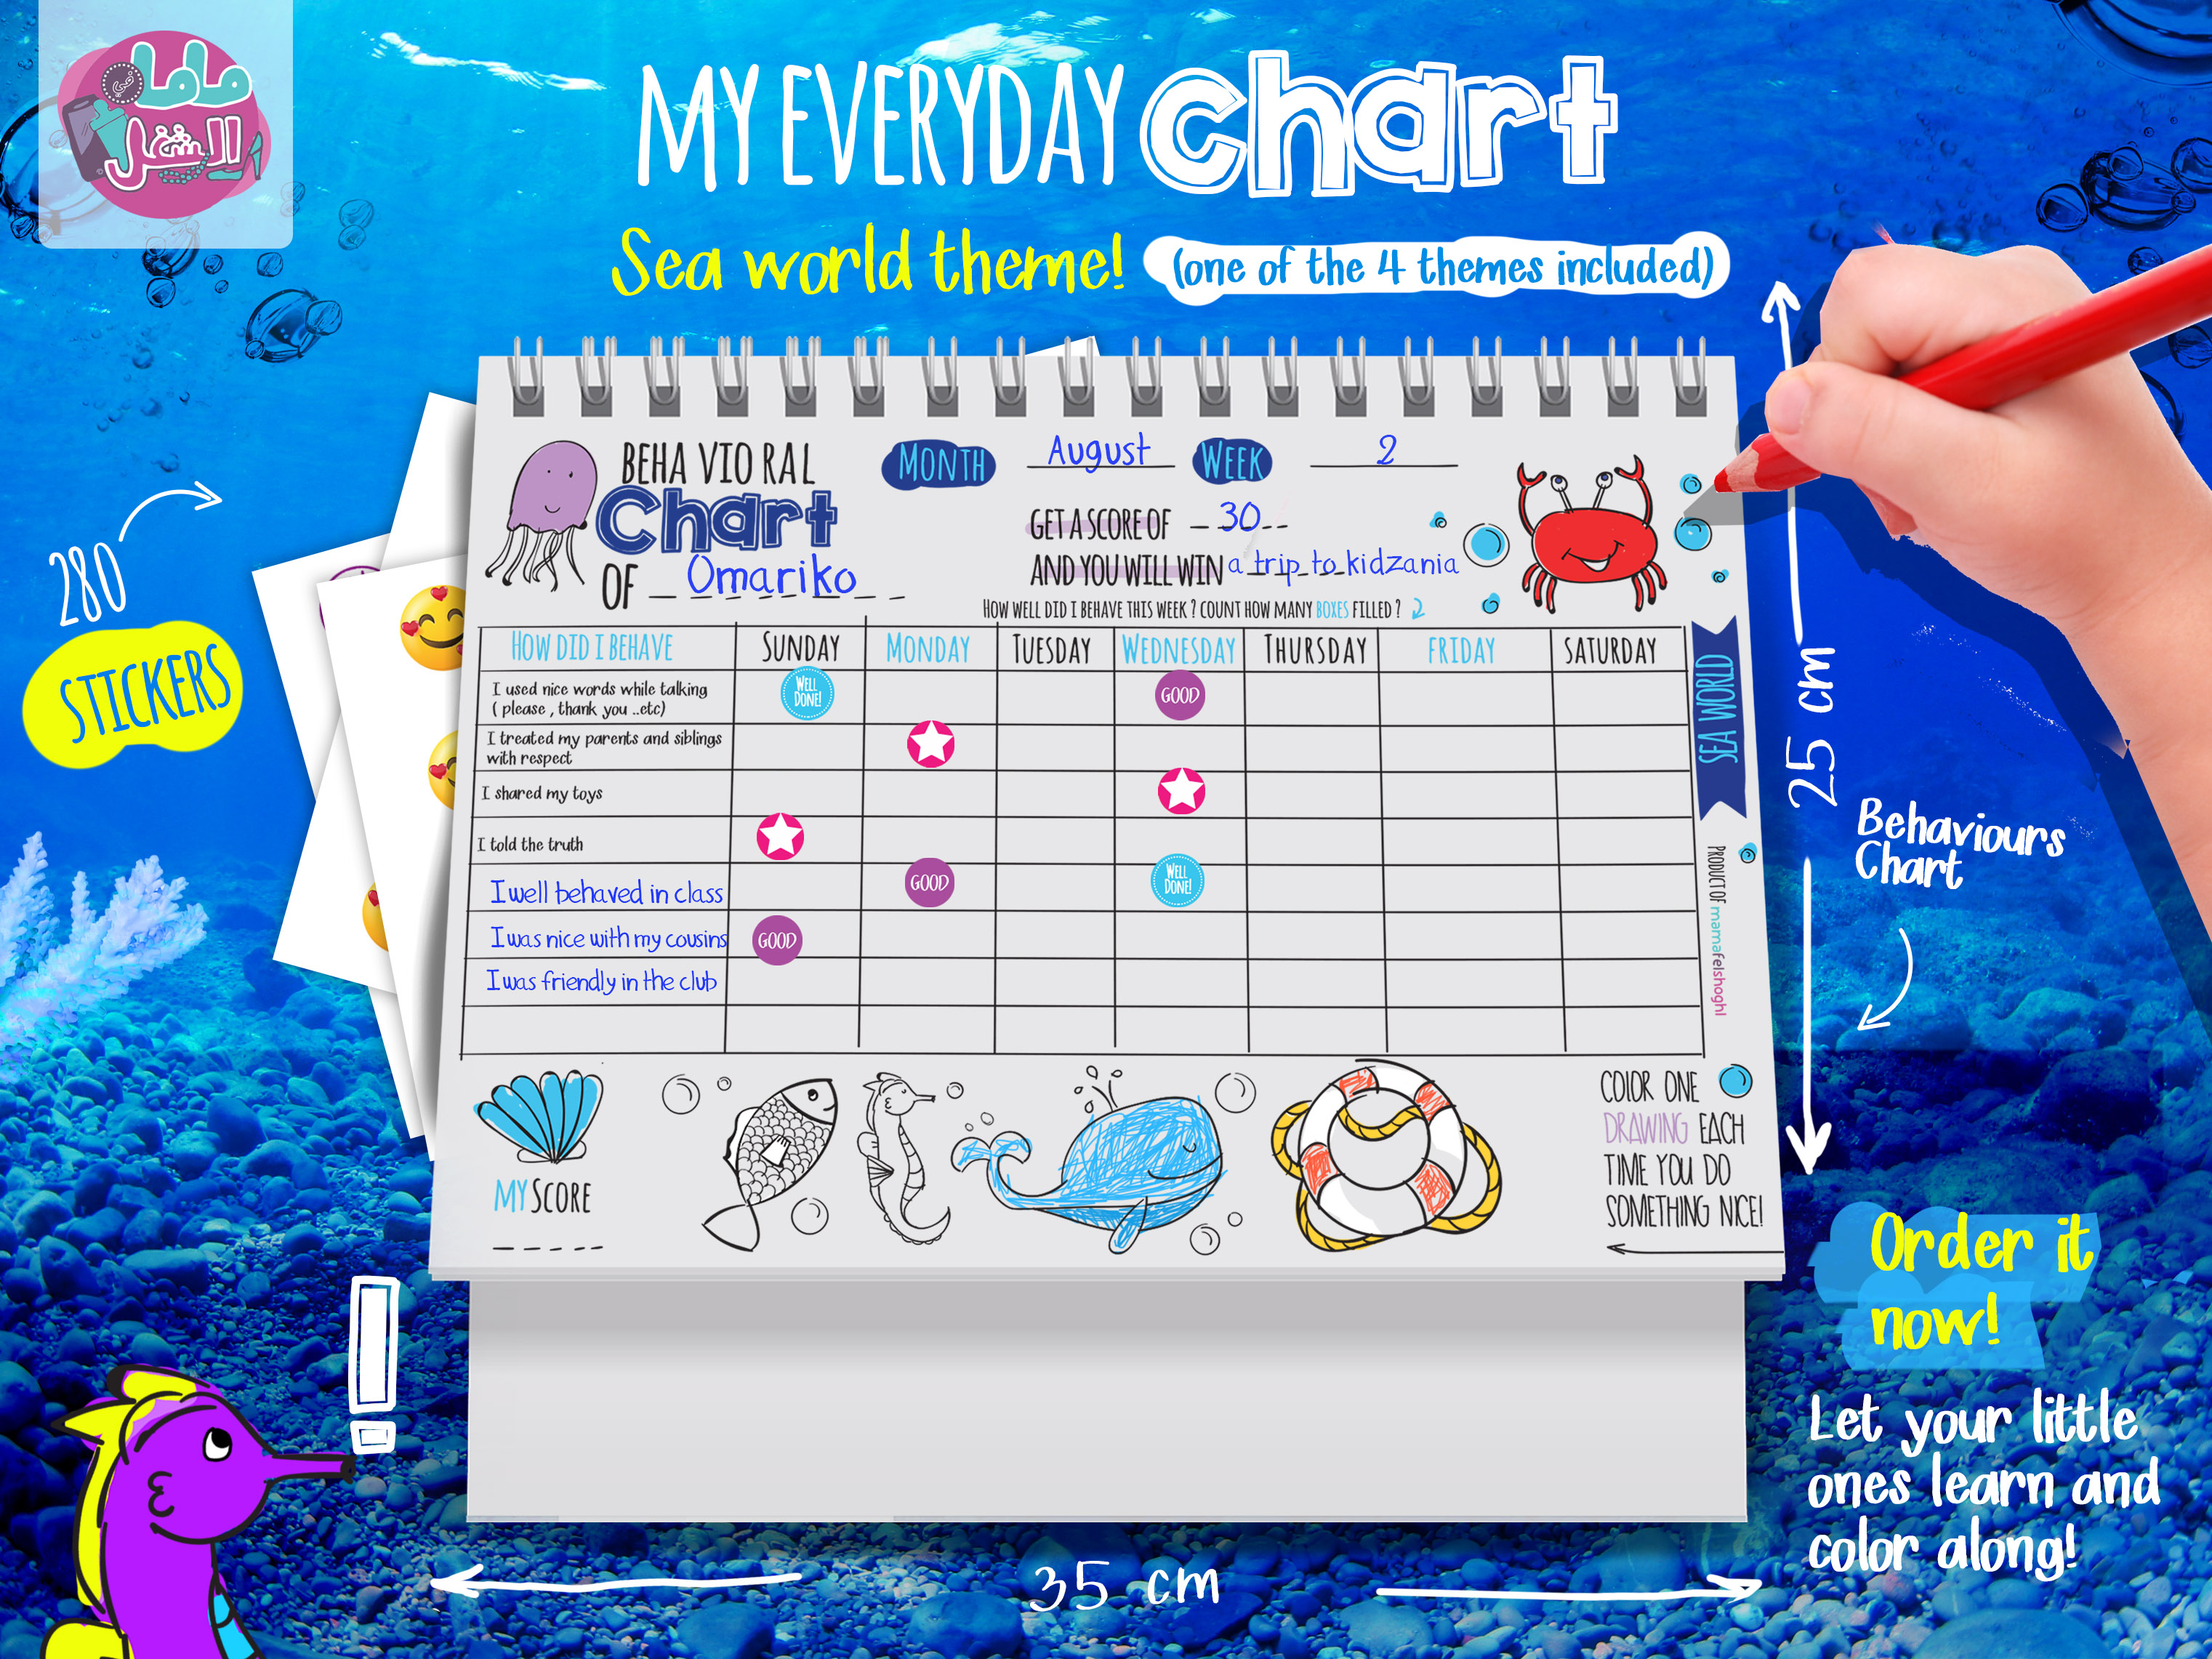 ماما في
الشغل
MY EVERYDAY chart
Sea world theme! (one of the 4 themes included)
280
STICKERS
BEHAVIORAL
Chart
OF Omariko
MONTH August WEEK 2
GET A SCORE OF 30
AND YOU WILL WIN a trip to kidzania
HOW WELL DID I BEHAVE THIS WEEK? COUNT HOW MANY BOXES FILLED?
HOW DID I BEHAVE SUNDAY MONDAY TUESDAY WEDNESDAY THURSDAY FRIDAY SATURDAY
I used nice words while talking
( please , thank you ..etc)
WELL DONE!
GOOD
I treated my parents and siblings
with respect
I shared my toys
I told the truth
I well behaved in class GOOD WELL DONE!
I was nice with my cousins GOOD
I was friendly in the club
SEA WORLD
PRODUCT OF mamafelshoghl
MY SCORE
COLOR ONE
DRAWING EACH
TIME YOU DO
SOMETHING NICE!
25 cm
Behaviours
Chart
Order it
now!
Let your little
ones learn and
color along!
35 cm
!